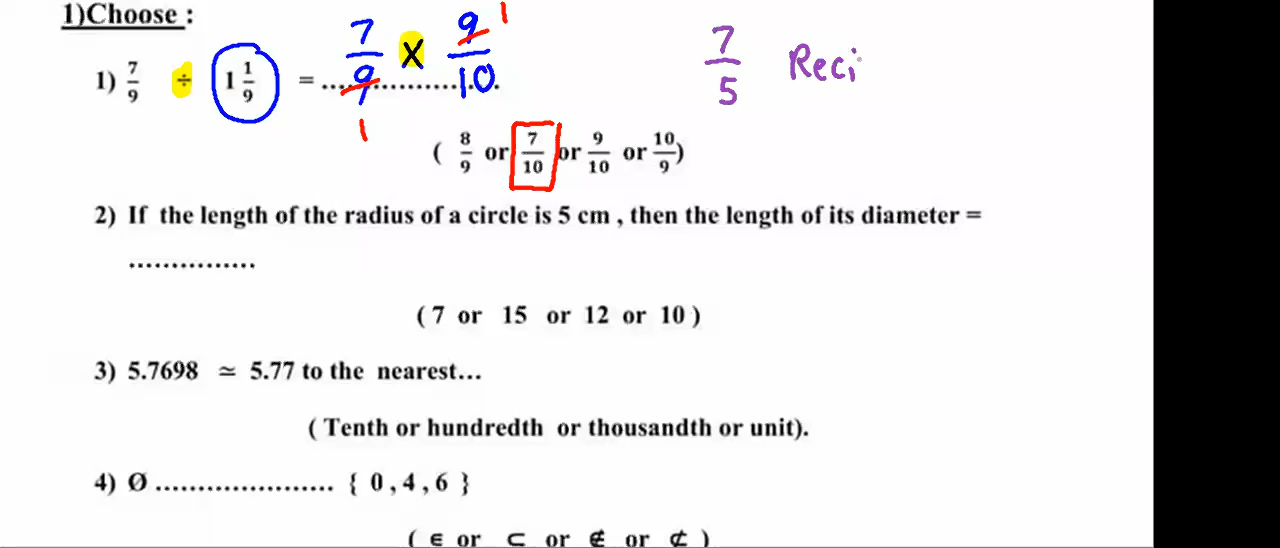 1)Choose :
1) 7/9 ÷ 1 1/9 = .................... 7/9 × 9/10 1 1
7/5 Reci
( 8/9 or 7/10 or 9/10 or 10/9 )
2) If the length of the radius of a circle is 5 cm , then the length of its diameter =
...............
( 7 or 15 or 12 or 10 )
3) 5.7698 ≃ 5.77 to the nearest...
( Tenth or hundredth or thousandth or unit).
4) Ø ..................... { 0 , 4 , 6 }
( ∈ or ⊂ or ∉ or ⊄ )